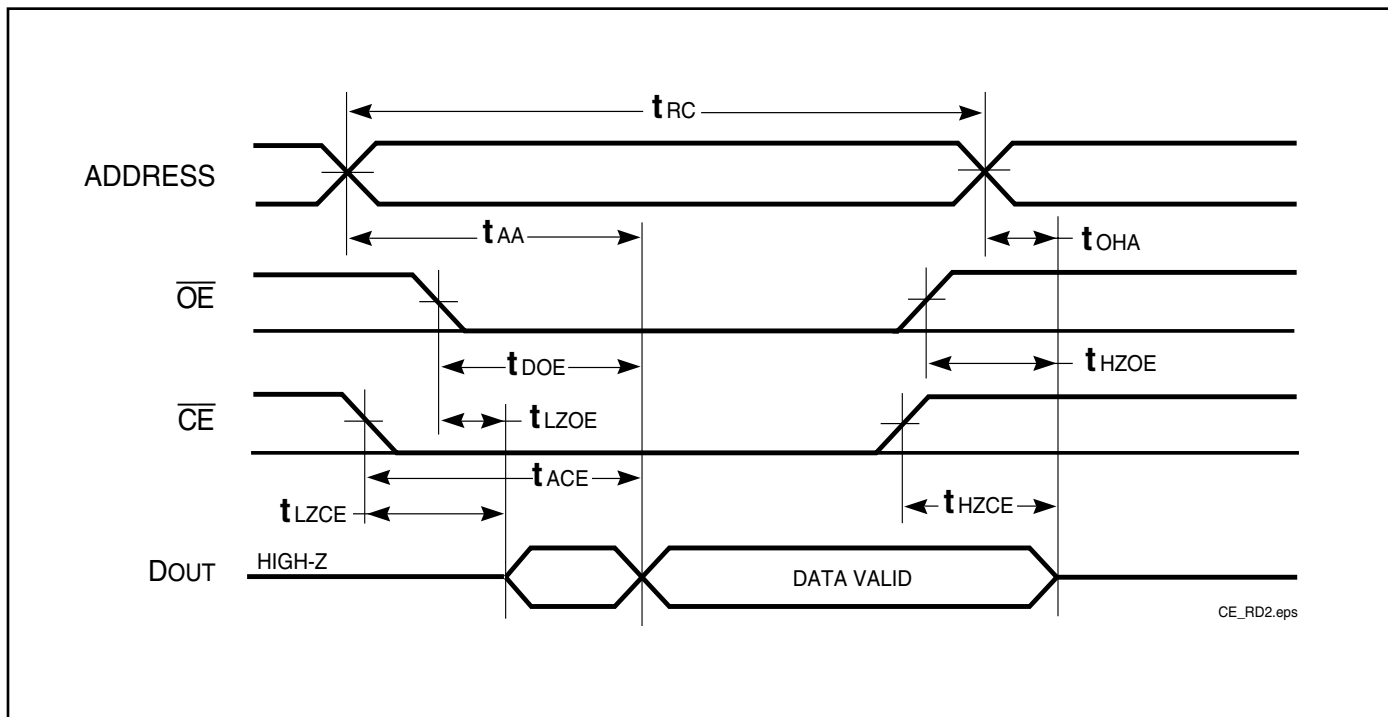 tRC
ADDRESS
tAA
tOHA
OE
tDOE
tHZOE
CE
tLZOE
tACE
tLZCE
tHZCE
DOUT
HIGH-Z
DATA VALID
CE_RD2.eps